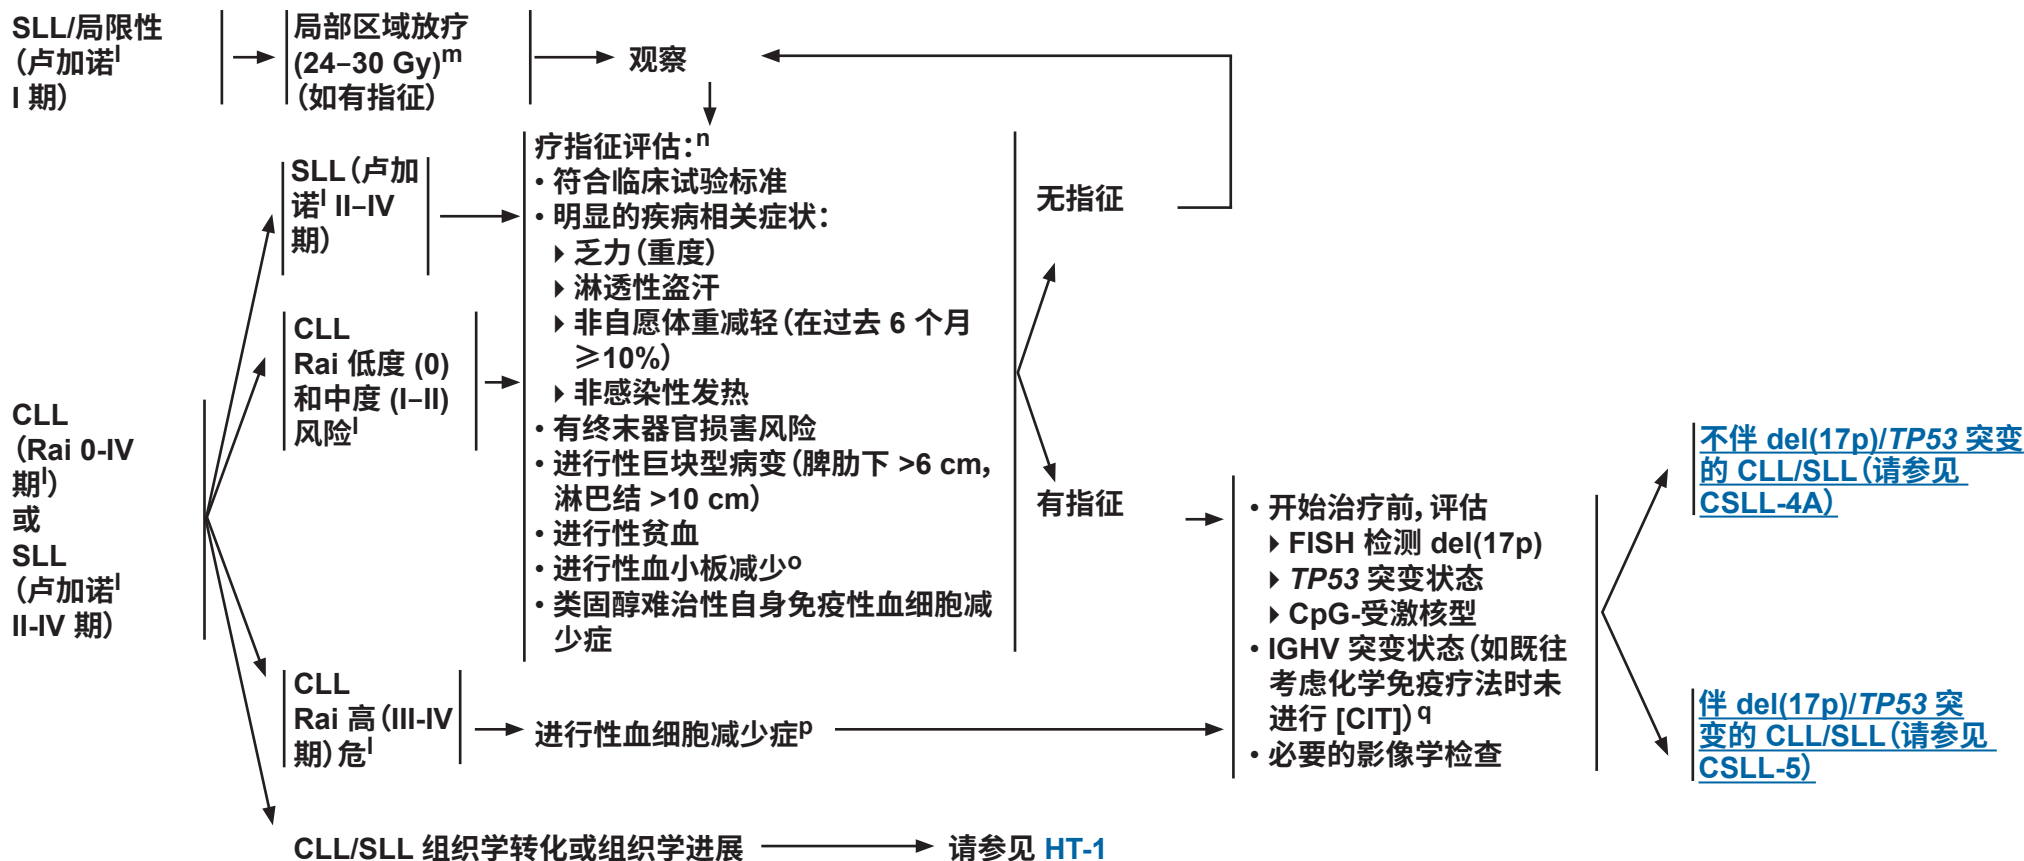 SLL/局限性
（卢加诺l
I 期）
局部区域放疗
(24–30 Gy)m
（如有指征）
观察
SLL（卢加
诺l II–IV
期）
CLL
Rai 低度 (0)
和中度 (I–II)
风险l
CLL
（Rai 0-IV
期l）
或
SLL
（卢加诺l
II-IV 期）
疗指征评估：n
• 符合临床试验标准
• 明显的疾病相关症状：
乏力（重度）
淋透性盗汗
非自愿体重减轻（在过去 6 个月
≥10%）
非感染性发热
• 有终末器官损害风险
• 进行性巨块型病变（脾肋下 >6 cm，
淋巴结 >10 cm）
• 进行性贫血
• 进行性血小板减少o
• 类固醇难治性自身免疫性血细胞减
少症
无指征
有指征
CLL
Rai 高（III-IV
期）危l
进行性血细胞减少症p
• 开始治疗前，评估
FISH 检测 del(17p)
TP53 突变状态
CpG-受激核型
• IGHV 突变状态（如既往
考虑化学免疫疗法时未
进行 [CIT]）q
• 必要的影像学检查
不伴 del(17p)/TP53 突变
的 CLL/SLL（请参见
CSLL-4A）
伴 del(17p)/TP53 突
变的 CLL/SLL（请参见
CSLL-5）
CLL/SLL 组织学转化或组织学进展
请参见 HT-1